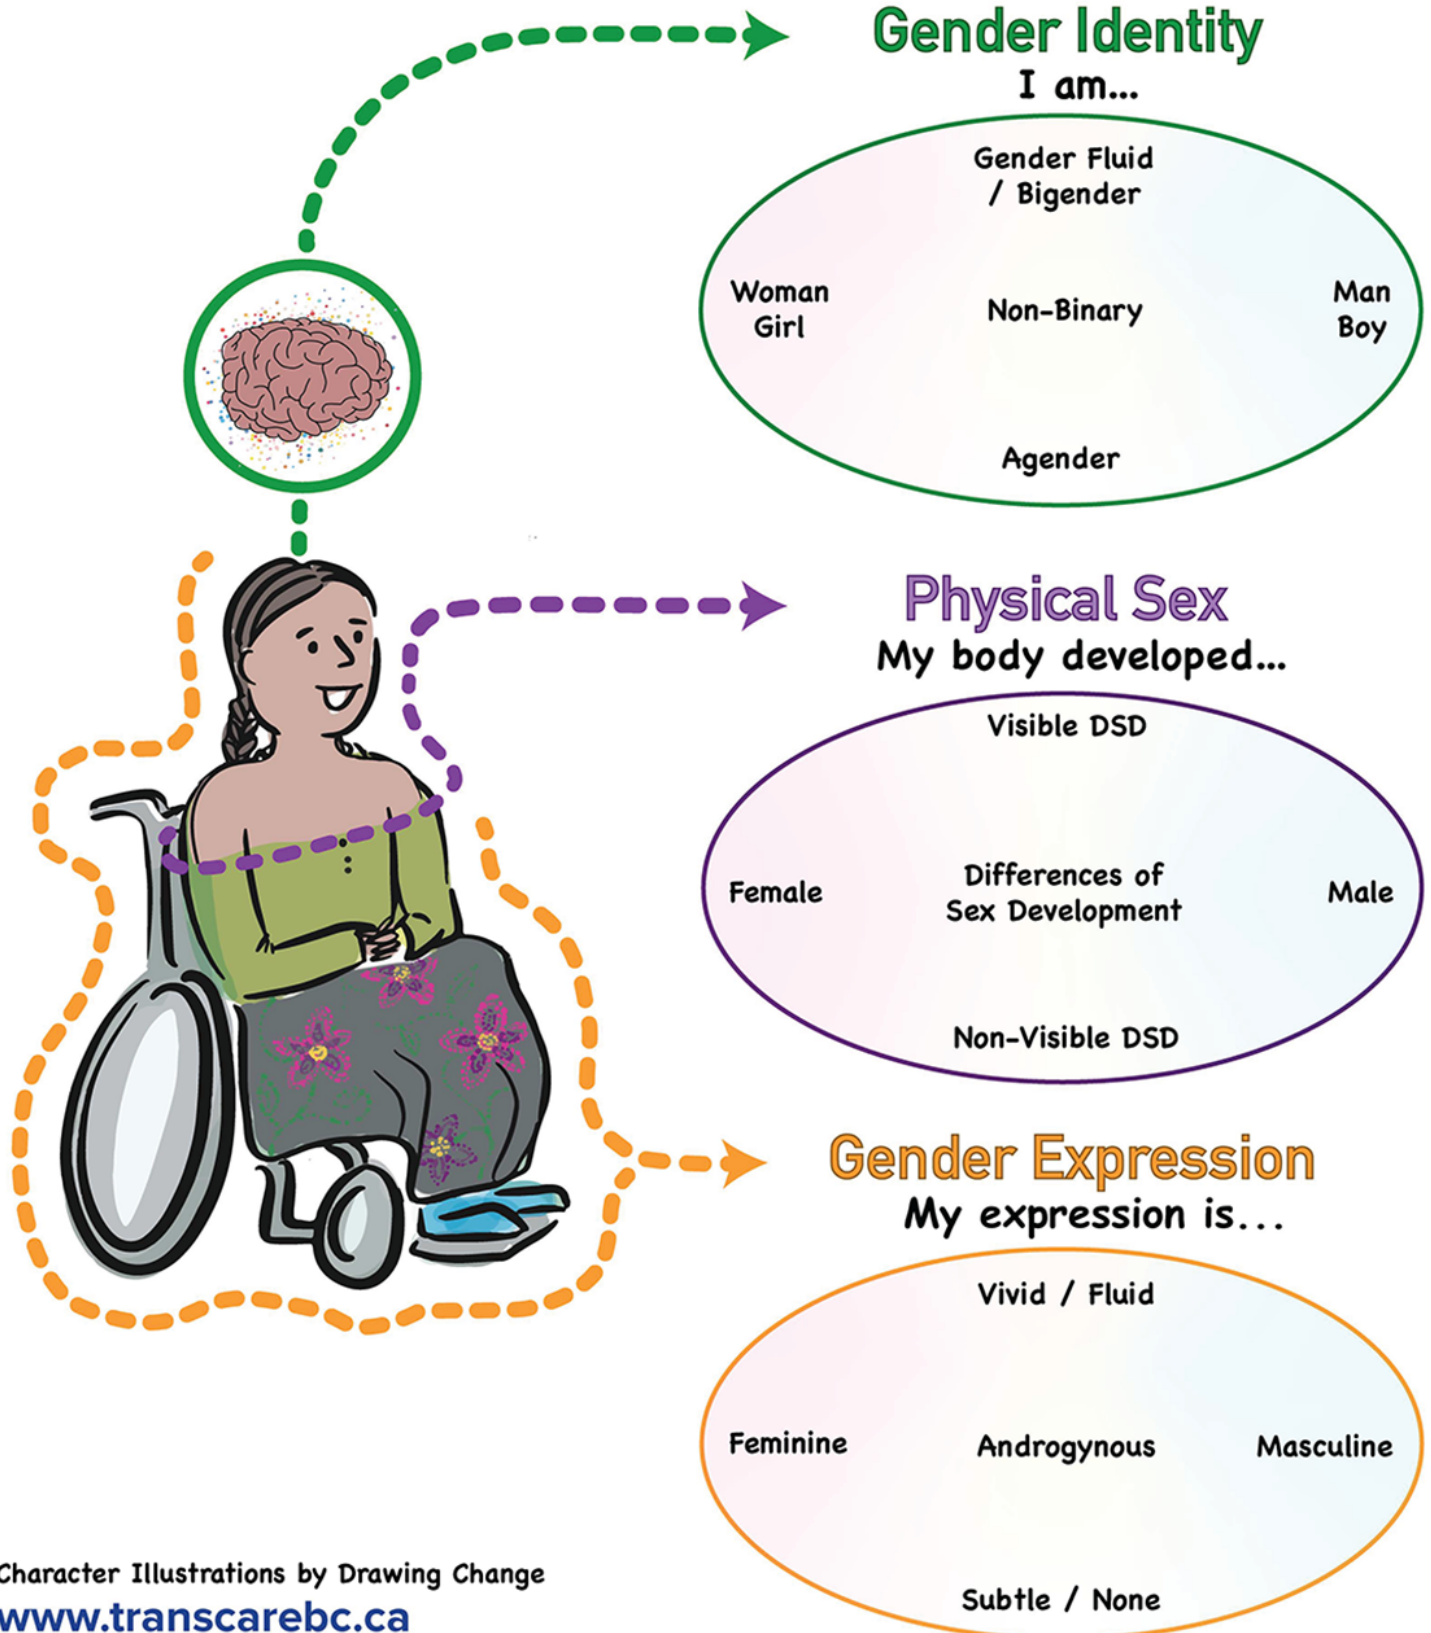 Gender Identity
I am...
Gender Fluid
/ Bigender
Woman
Girl
Non-Binary
Man
Boy
Agender
Physical Sex
My body developed...
Visible DSD
Female
Differences of
Sex Development
Male
Non-Visible DSD
Gender Expression
My expression is...
Vivid / Fluid
Feminine
Androgynous
Masculine
Subtle / None
Character Illustrations by Drawing Change
www.transcarebc.ca